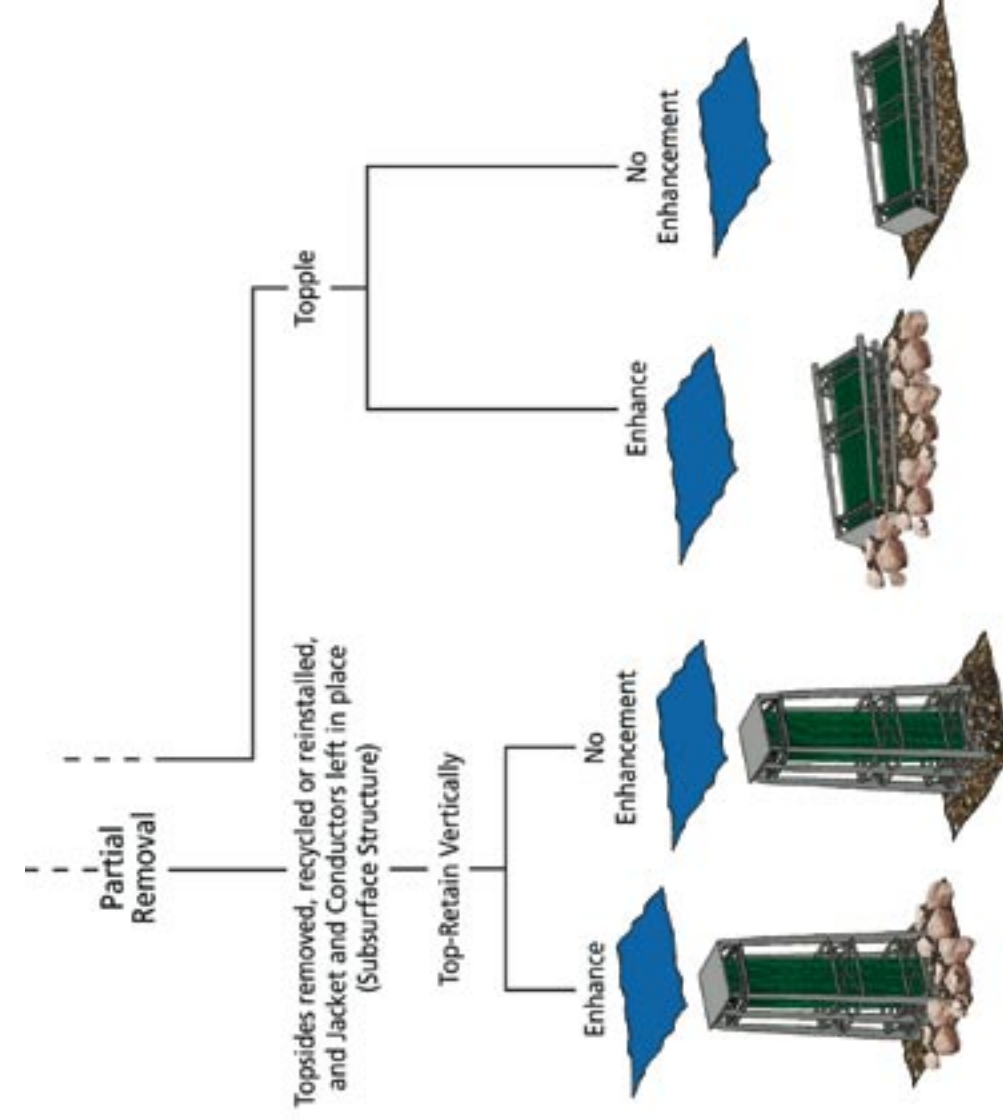 Partial
Removal
Topsides removed, recycled or reinstalled,
and Jacket and Conductors left in place
(Subsurface Structure)
Top-Retain Vertically
Enhance
No
Enhancement
Topple
Enhance
No
Enhancement